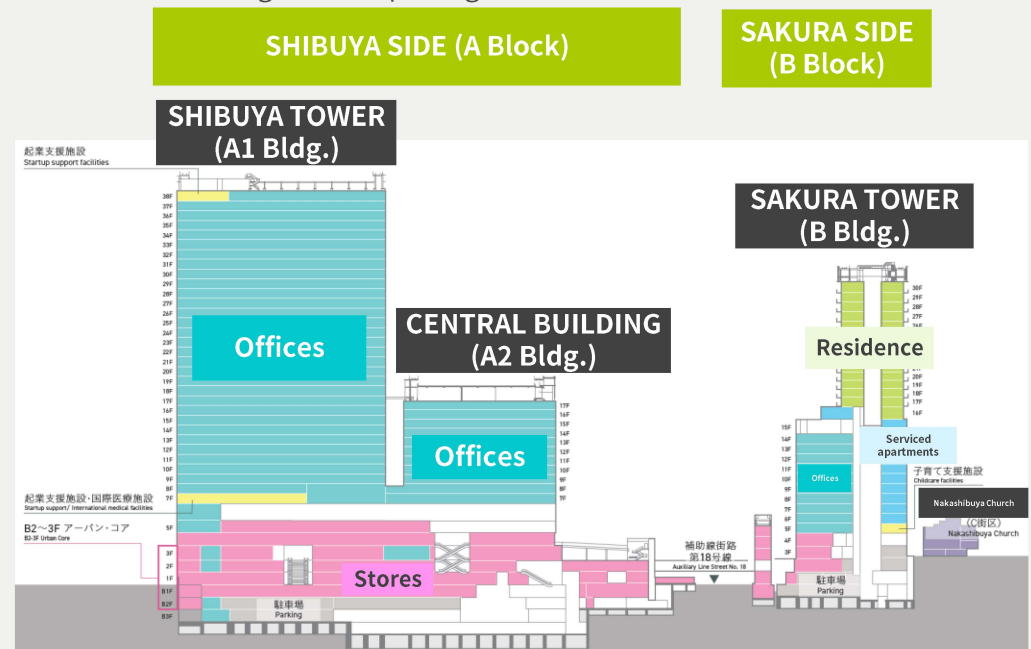 SHIBUYA SIDE (A Block)
SAKURA SIDE
(B Block)
SHIBUYA TOWER
(A1 Bldg.)
起業支援施設
Startup support facilities
SAKURA TOWER
(B Bldg.)
CENTRAL BUILDING
(A2 Bldg.)
38F
37F
36F
35F
34F
33F
32F
31F
30F
29F
28F
27F
26F
25F
24F
23F
22F
21F
20F
19F
18F
17F
16F
15F
14F
13F
12F
11F
10F
9F
8F
7F
5F
3F
2F
1F
B1F
B2F
B3F
Offices
17F
16F
15F
14F
13F
12F
11F
10F
9F
8F
7F
Offices
30F
29F
28F
27F
20F
19F
18F
17F
16F
Residence
15F
14F
13F
12F
11F
10F
9F
8F
7F
6F
5F
4F
3F
Offices
Serviced
apartments
子育て支援施設
Childcare facilities
Nakashibuya Church
(C街区)
Nakashibuya Church
起業支援施設・国際医療施設
Startup support/ International medical facilities
B2～3F アーバン・コア
B2-3F Urban Core
Stores
駐車場
Parking
補助線街路
第18号線
Auxiliary Line Street No. 18
駐車場
Parking